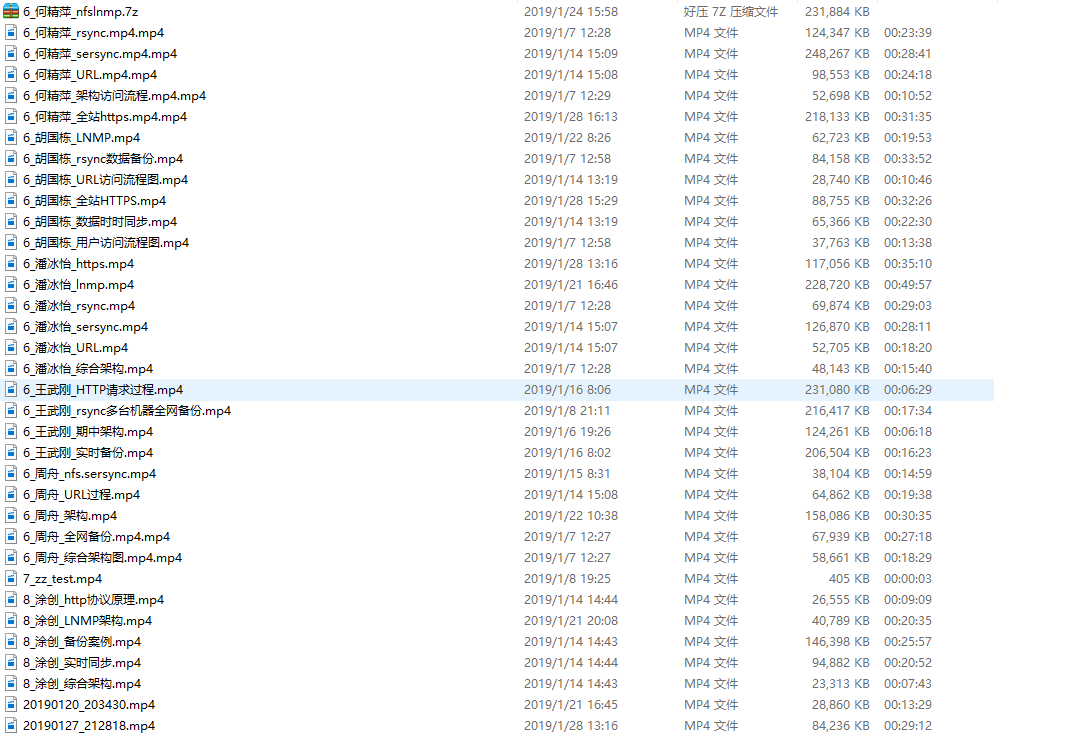 6_何精萍_nfslnmp.7z 2019/1/24 15:58 好压 7Z 压缩文件 231,884 KB
6_何精萍_rsync.mp4.mp4 2019/1/7 12:28 MP4 文件 124,347 KB 00:23:39
6_何精萍_sersync.mp4.mp4 2019/1/14 15:09 MP4 文件 248,267 KB 00:28:41
6_何精萍_URL.mp4.mp4 2019/1/14 15:08 MP4 文件 98,553 KB 00:24:18
6_何精萍_架构访问流程.mp4.mp4 2019/1/7 12:29 MP4 文件 52,698 KB 00:10:52
6_何精萍_全站https.mp4.mp4 2019/1/28 16:13 MP4 文件 218,133 KB 00:31:35
6_胡国栋_LNMP.mp4 2019/1/22 8:26 MP4 文件 62,723 KB 00:19:53
6_胡国栋_rsync数据备份.mp4 2019/1/7 12:58 MP4 文件 84,158 KB 00:33:52
6_胡国栋_URL访问流程图.mp4 2019/1/14 13:19 MP4 文件 28,740 KB 00:10:46
6_胡国栋_全站HTTPS.mp4 2019/1/28 15:29 MP4 文件 88,755 KB 00:32:26
6_胡国栋_数据时时同步.mp4 2019/1/14 13:19 MP4 文件 65,366 KB 00:22:30
6_胡国栋_用户访问流程图.mp4 2019/1/7 12:58 MP4 文件 37,763 KB 00:13:38
6_潘冰怡_https.mp4 2019/1/28 13:16 MP4 文件 117,056 KB 00:35:10
6_潘冰怡_lnmp.mp4 2019/1/21 16:46 MP4 文件 228,720 KB 00:49:57
6_潘冰怡_rsync.mp4 2019/1/7 12:28 MP4 文件 69,874 KB 00:29:03
6_潘冰怡_sersync.mp4 2019/1/14 15:07 MP4 文件 126,870 KB 00:28:11
6_潘冰怡_URL.mp4 2019/1/14 15:07 MP4 文件 52,705 KB 00:18:20
6_潘冰怡_综合架构.mp4 2019/1/7 12:28 MP4 文件 48,143 KB 00:15:40
6_王武刚_HTTP请求过程.mp4 2019/1/16 8:06 MP4 文件 231,080 KB 00:06:29
6_王武刚_rsync多台机器全网备份.mp4 2019/1/8 21:11 MP4 文件 216,417 KB 00:17:34
6_王武刚_期中架构.mp4 2019/1/6 19:26 MP4 文件 124,261 KB 00:06:18
6_王武刚_实时备份.mp4 2019/1/16 8:02 MP4 文件 206,504 KB 00:16:23
6_周舟_nfs.sersync.mp4 2019/1/15 8:31 MP4 文件 38,104 KB 00:14:59
6_周舟_URL过程.mp4 2019/1/14 15:08 MP4 文件 64,862 KB 00:19:38
6_周舟_架构.mp4 2019/1/22 10:38 MP4 文件 158,086 KB 00:30:35
6_周舟_全网备份.mp4.mp4 2019/1/7 12:27 MP4 文件 67,939 KB 00:27:18
6_周舟_综合架构图.mp4.mp4 2019/1/7 12:27 MP4 文件 58,661 KB 00:18:29
7_zz_test.mp4 2019/1/8 19:25 MP4 文件 405 KB 00:00:03
8_涂创_http协议原理.mp4 2019/1/14 14:44 MP4 文件 26,555 KB 00:09:09
8_涂创_LNMP架构.mp4 2019/1/21 20:08 MP4 文件 40,789 KB 00:20:35
8_涂创_备份案例.mp4 2019/1/14 14:43 MP4 文件 146,398 KB 00:25:57
8_涂创_实时同步.mp4 2019/1/14 14:44 MP4 文件 94,882 KB 00:20:52
8_涂创_综合架构.mp4 2019/1/14 14:43 MP4 文件 23,313 KB 00:07:43
20190120_203430.mp4 2019/1/21 16:45 MP4 文件 28,860 KB 00:13:29
20190127_212818.mp4 2019/1/28 13:16 MP4 文件 84,236 KB 00:29:12